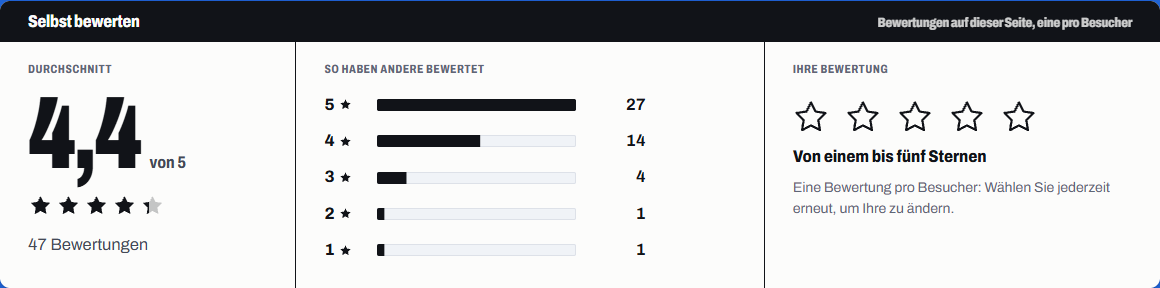 Selbst bewerten
Bewertungen auf dieser Seite, eine pro Besucher
DURCHSCHNITT
4,4 von 5
47 Bewertungen
SO HABEN ANDERE BEWERTET
5 ★ 27
4 ★ 14
3 ★ 4
2 ★ 1
1 ★ 1
IHRE BEWERTUNG
Von einem bis fünf Sternen
Eine Bewertung pro Besucher: Wählen Sie jederzeit
erneut, um Ihre zu ändern.